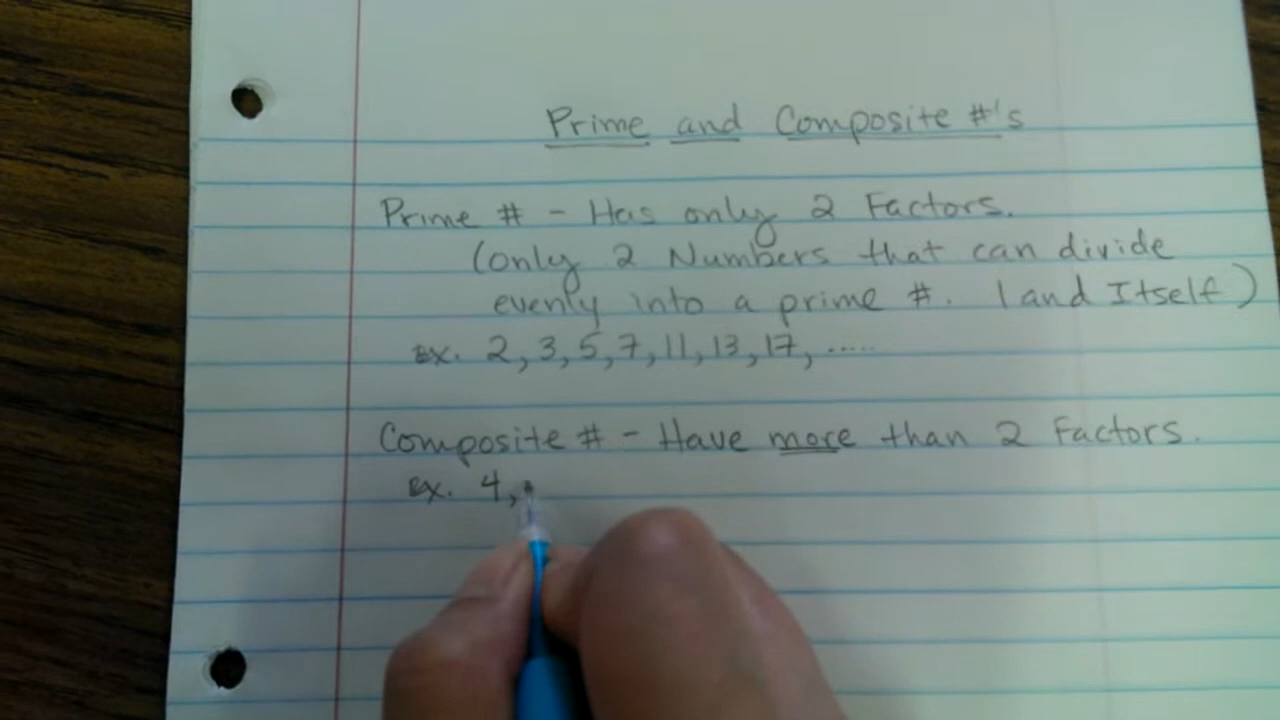 Prime and Composite #'s
Prime # - Has only 2 Factors.
(only 2 Numbers that can divide
evenly into a prime #. 1 and Itself)
Ex. 2, 3, 5, 7, 11, 13, 17, .....
Composite # - Have more than 2 Factors.
Ex. 4,